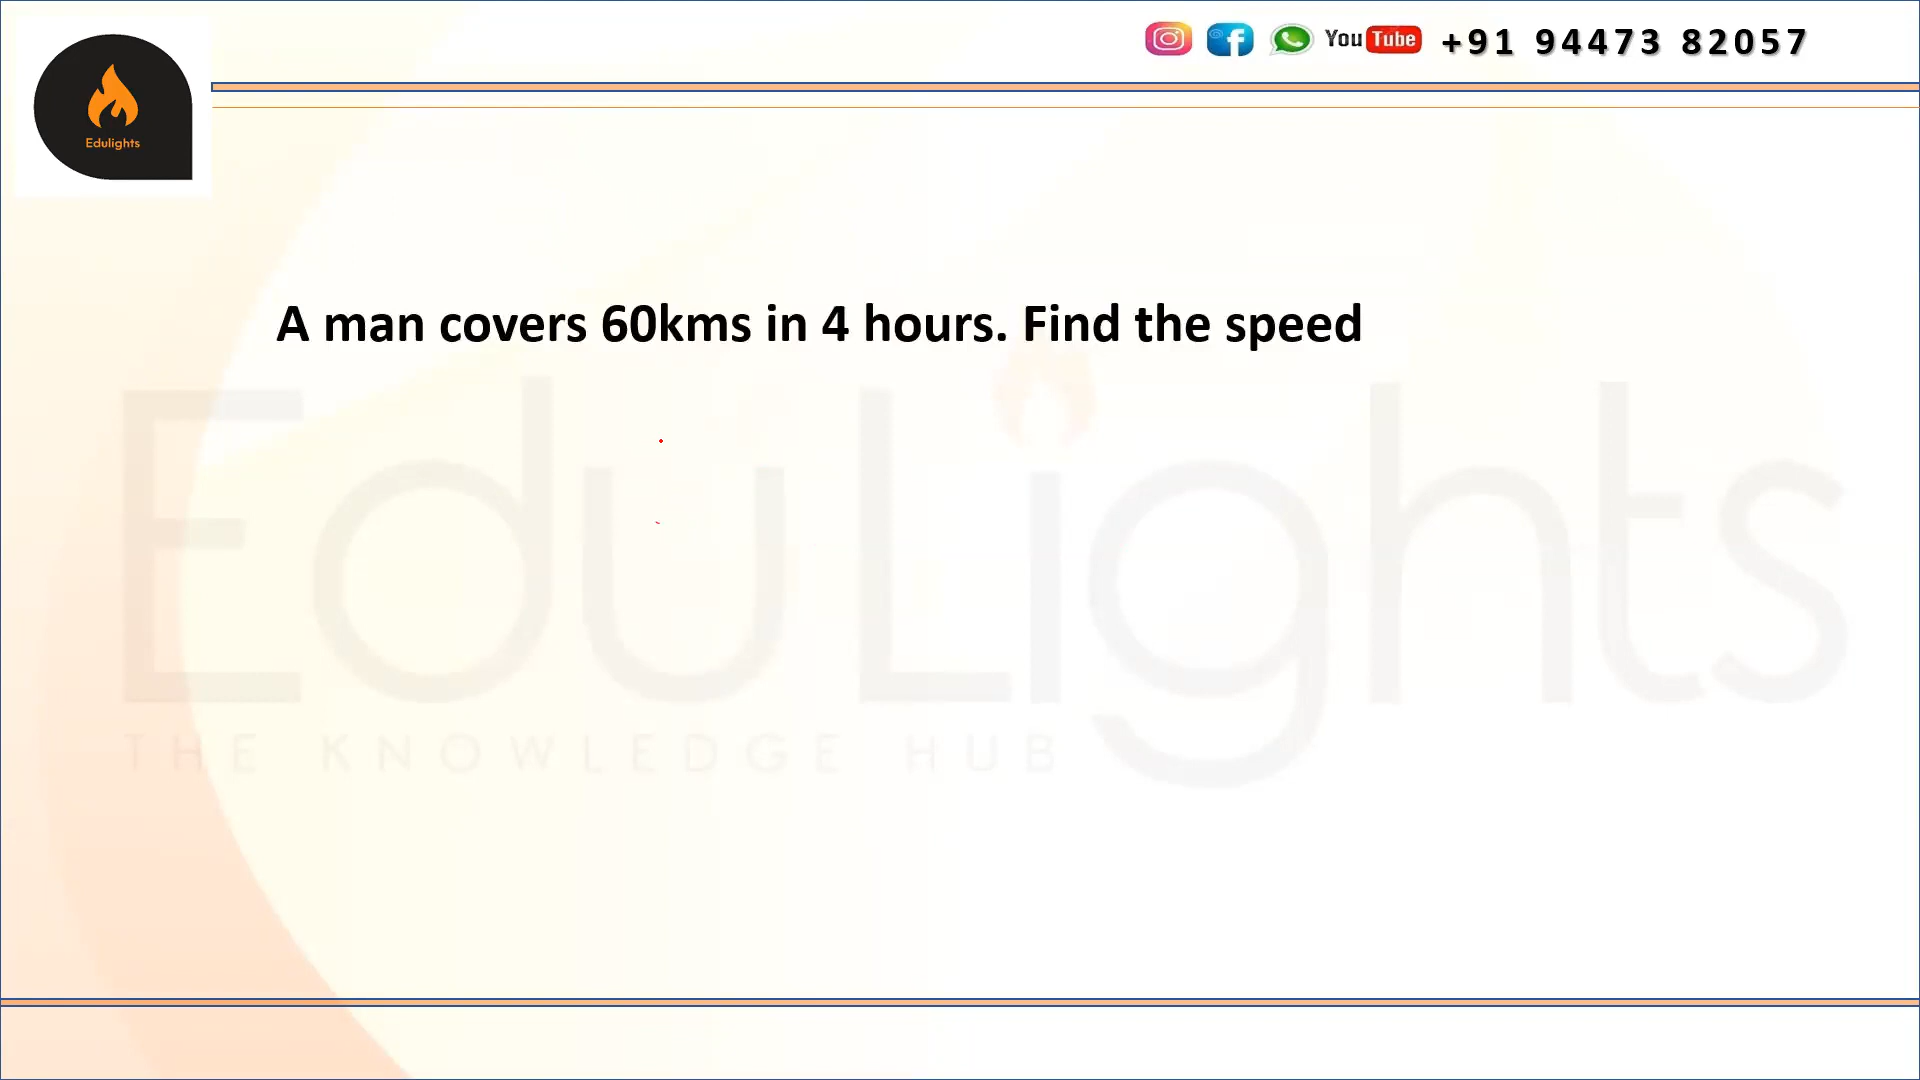 You Tube +91 94473 82057
Edulights
A man covers 60kms in 4 hours. Find the speed
EduLights
THE KNOWLEDGE HUB